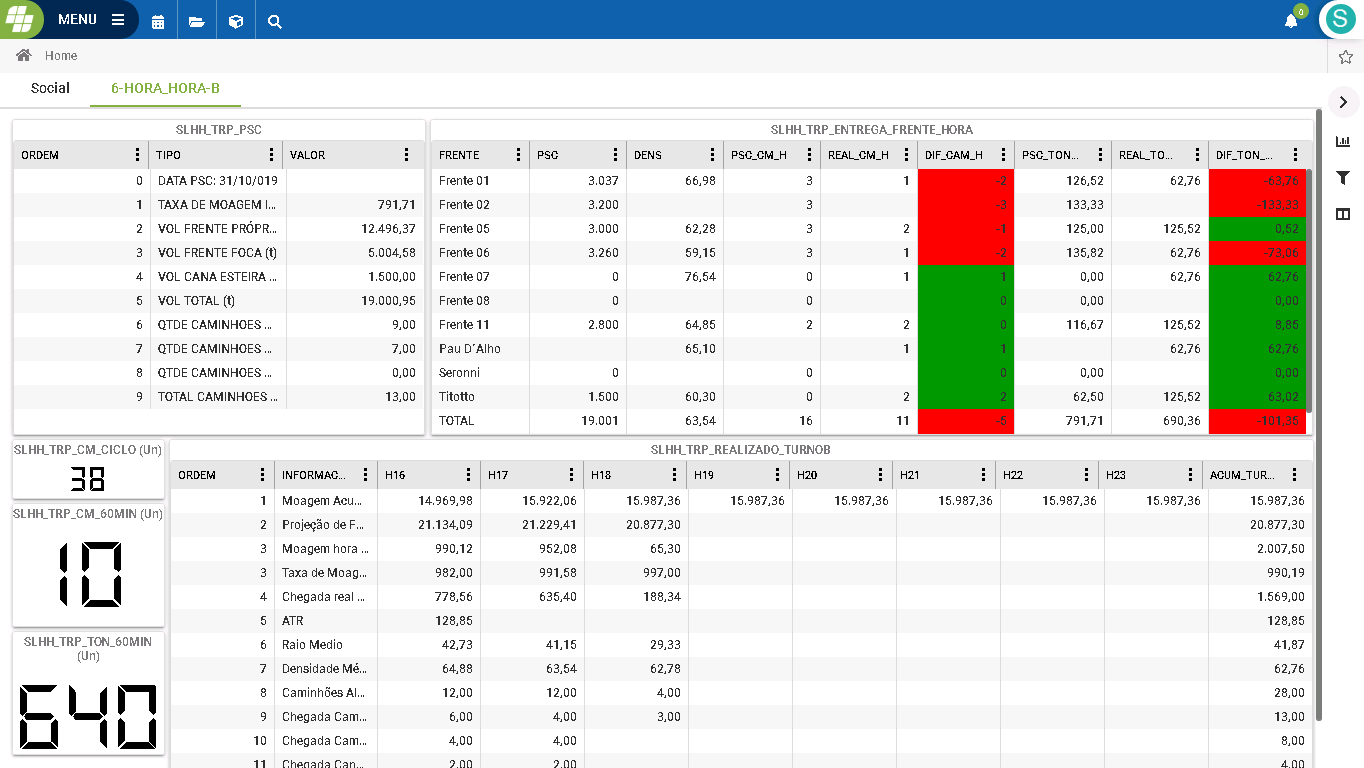 MENU
0
S
Home
Social 6-HORA_HORA-B
SLHH_TRP_PSC
ORDEM TIPO VALOR
0 DATA PSC: 31/10/019
1 TAXA DE MOAGEM I... 791,71
2 VOL FRENTE PRÓPR... 12.496,37
3 VOL FRENTE FOCA (t) 5.004,58
4 VOL CANA ESTEIRA ... 1.500,00
5 VOL TOTAL (t) 19.000,95
6 QTDE CAMINHOES ... 9,00
7 QTDE CAMINHOES ... 7,00
8 QTDE CAMINHOES ... 0,00
9 TOTAL CAMINHOES ... 13,00
SLHH_TRP_ENTREGA_FRENTE_HORA
FRENTE PSC DENS PSC_CM_H REAL_CM_H DIF_CAM_H PSC_TON... REAL_TO... DIF_TON_...
Frente 01 3.037 66,98 3 1 -2 126,52 62,76 -63,76
Frente 02 3.200 3 -3 133,33 -133,33
Frente 05 3.000 62,28 3 2 -1 125,00 125,52 0,52
Frente 06 3.260 59,15 3 1 -2 135,82 62,76 -73,06
Frente 07 0 76,54 0 1 1 0,00 62,76 62,76
Frente 08 0 0 0 0,00 0,00
Frente 11 2.800 64,85 2 2 0 116,67 125,52 8,85
Pau D´Alho 65,10 1 1 62,76 62,76
Seronni 0 0 0 0,00 0,00
Titotto 1.500 60,30 0 2 2 62,50 125,52 63,02
TOTAL 19.001 63,54 16 11 -5 791,71 690,36 -101,35
SLHH_TRP_CM_CICLO (Un)
38
SLHH_TRP_CM_60MIN (Un)
10
SLHH_TRP_TON_60MIN
(Un)
640
SLHH_TRP_REALIZADO_TURNOB
ORDEM INFORMAC... H16 H17 H18 H19 H20 H21 H22 H23 ACUM_TUR...
1 Moagem Acu... 14.969,98 15.922,06 15.987,36 15.987,36 15.987,36 15.987,36 15.987,36 15.987,36 15.987,36
2 Projeção de F... 21.134,09 21.229,41 20.877,30 20.877,30
3 Moagem hora ... 990,12 952,08 65,30 2.007,50
3 Taxa de Moag... 982,00 991,58 997,00 990,19
4 Chegada real ... 778,56 635,40 188,34 1.569,00
5 ATR 128,85 128,85
6 Raio Medio 42,73 41,15 29,33 41,87
7 Densidade Mé... 64,88 63,54 62,78 62,76
8 Caminhões Al... 12,00 12,00 4,00 28,00
9 Chegada Cam... 6,00 4,00 3,00 13,00
10 Chegada Cam... 4,00 4,00 8,00
11 Chegada Can... 2,00 2,00 4,00